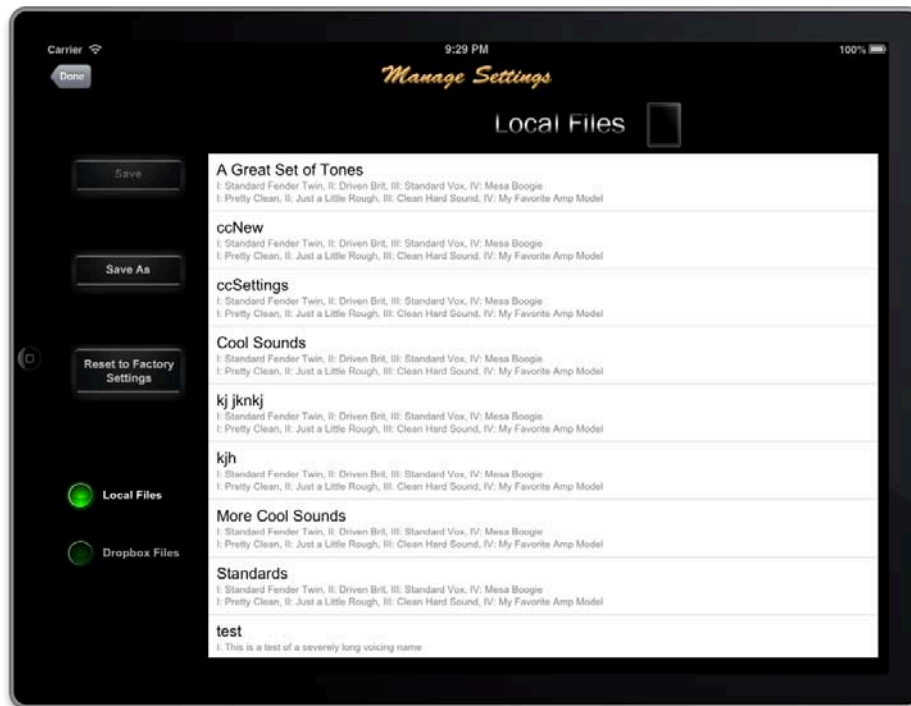 Carrier
9:29 PM
100%
Done
Manage Settings
Local Files
Save
Save As
Reset to Factory
Settings
Local Files
Dropbox Files
A Great Set of Tones
I: Standard Fender Twin, II: Driven Brit, III: Standard Vox, IV: Mesa Boogie
I: Pretty Clean, II: Just a Little Rough, III: Clean Hard Sound, IV: My Favorite Amp Model
ccNew
I: Standard Fender Twin, II: Driven Brit, III: Standard Vox, IV: Mesa Boogie
I: Pretty Clean, II: Just a Little Rough, III: Clean Hard Sound, IV: My Favorite Amp Model
ccSettings
I: Standard Fender Twin, II: Driven Brit, III: Standard Vox, IV: Mesa Boogie
I: Pretty Clean, II: Just a Little Rough, III: Clean Hard Sound, IV: My Favorite Amp Model
Cool Sounds
I: Standard Fender Twin, II: Driven Brit, III: Standard Vox, IV: Mesa Boogie
I: Pretty Clean, II: Just a Little Rough, III: Clean Hard Sound, IV: My Favorite Amp Model
kj jknkj
I: Standard Fender Twin, II: Driven Brit, III: Standard Vox, IV: Mesa Boogie
I: Pretty Clean, II: Just a Little Rough, III: Clean Hard Sound, IV: My Favorite Amp Model
kjh
I: Standard Fender Twin, II: Driven Brit, III: Standard Vox, IV: Mesa Boogie
I: Pretty Clean, II: Just a Little Rough, III: Clean Hard Sound, IV: My Favorite Amp Model
More Cool Sounds
I: Standard Fender Twin, II: Driven Brit, III: Standard Vox, IV: Mesa Boogie
I: Pretty Clean, II: Just a Little Rough, III: Clean Hard Sound, IV: My Favorite Amp Model
Standards
I: Standard Fender Twin, II: Driven Brit, III: Standard Vox, IV: Mesa Boogie
I: Pretty Clean, II: Just a Little Rough, III: Clean Hard Sound, IV: My Favorite Amp Model
test
I: This is a test of a severely long voicing name